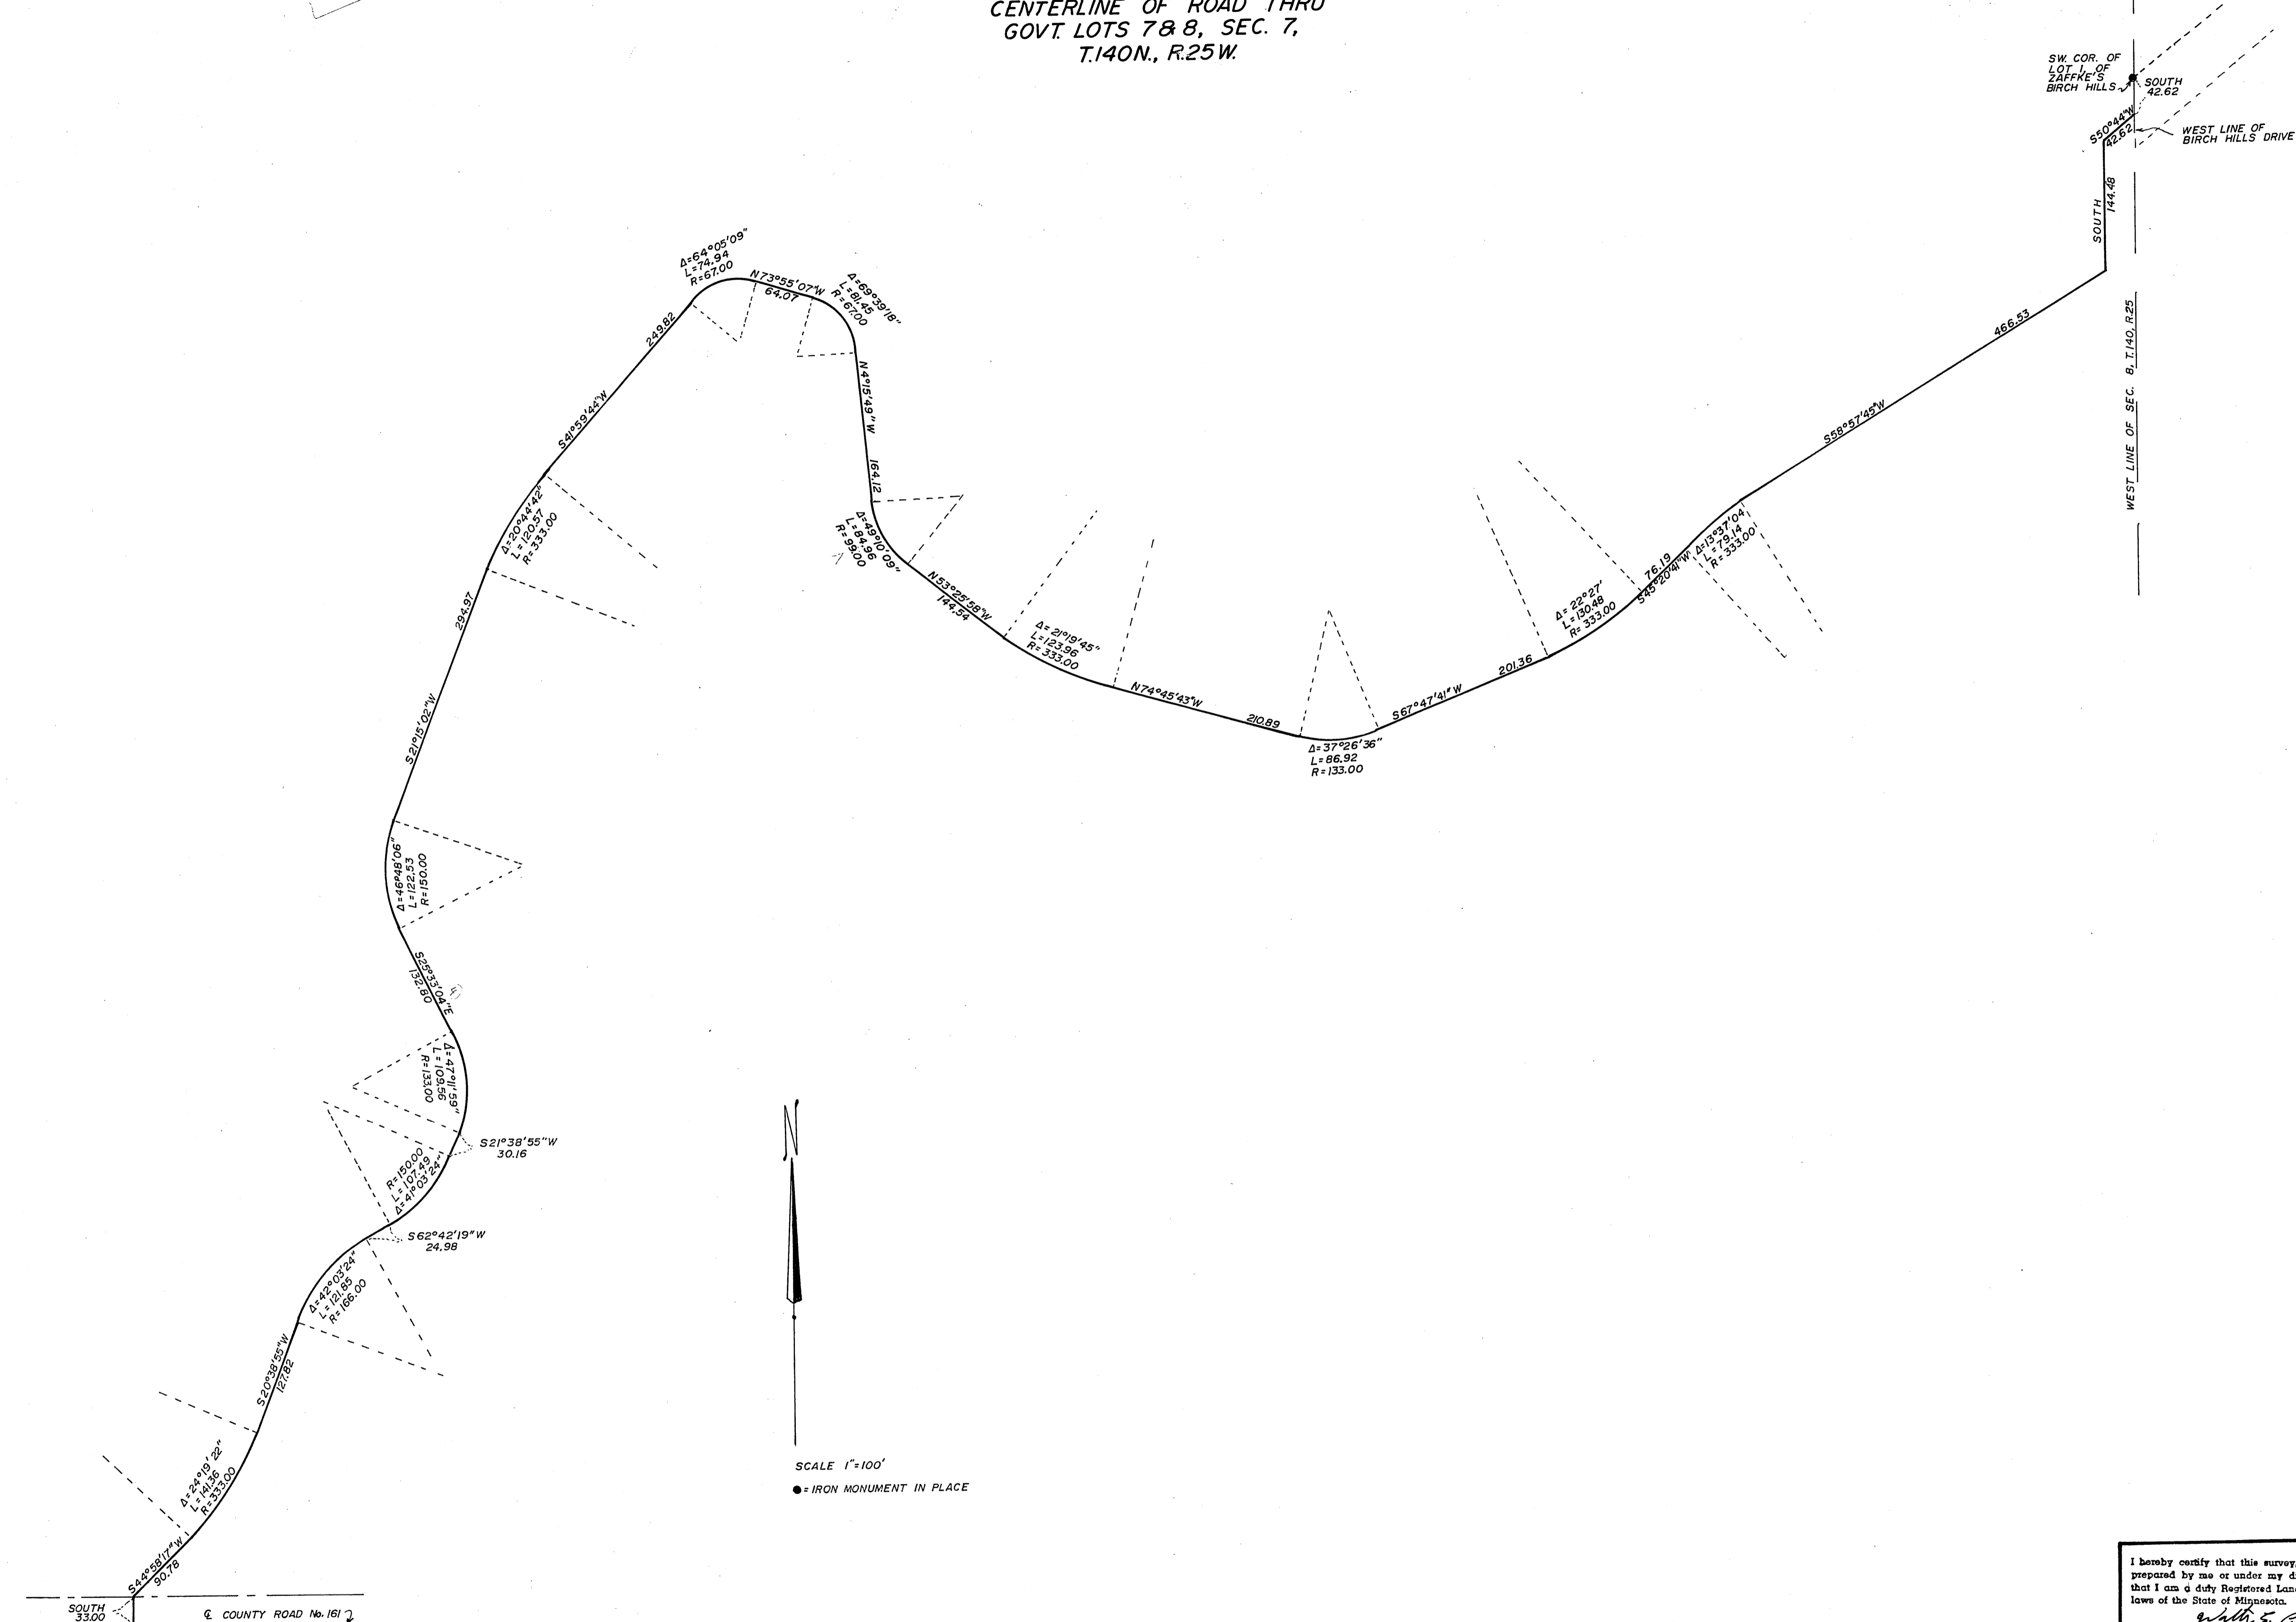 CENTERLINE OF ROAD THRU
GOVT. LOTS 7 & 8, SEC. 7,
T.140N., R.25W.
SW. COR. OF
LOT 1, OF
ZAFFKE'S
BIRCH HILLS
SOUTH
42.62
S50°44'W
42.62
WEST LINE OF
BIRCH HILLS DRIVE
SOUTH
144.48
WEST LINE OF SEC. 8, T.140, R.25
466.53
S58°57'45"W
Δ=13°37'04
L=79.14
R=333.00
76.19
S45°20'41"W
Δ=22°27'
L=130.48
R=333.00
201.36
S67°47'41"W
Δ=37°26'36"
L=86.92
R=133.00
210.89
N74°45'43"W
Δ=21°19'45"
L=123.96
R=333.00
N53°25'58"W
144.54
Δ=49°10'09"
L=84.96
R=99.00
N4°15'49"W
164.12
Δ=69°39'18"
L=81.45
R=67.00
N73°55'07"W
64.07
Δ=64°05'09"
L=74.94
R=67.00
249.82
S41°59'44"W
Δ=20°44'42"
L=120.57
R=333.00
294.97
S21°15'02"W
Δ=46°48'06"
L=122.53
R=150.00
S25°33'04"E
132.80
Δ=47°11'59"
L=109.56
R=133.00
S21°38'55"W
30.16
R=150.00
L=107.49
Δ=41°03'24"
S62°42'19"W
24.98
Δ=42°03'24"
L=121.85
R=166.00
S20°38'55"W
127.82
Δ=24°19'22"
L=141.36
R=333.00
S44°58'17"W
90.78
SOUTH
33.00
℄ COUNTY ROAD No. 161
N
SCALE 1"=100'
●= IRON MONUMENT IN PLACE
I hereby certify that this survey,
prepared by me or under my di
that I am a duly Registered Lan
laws of the State of Minnesota.